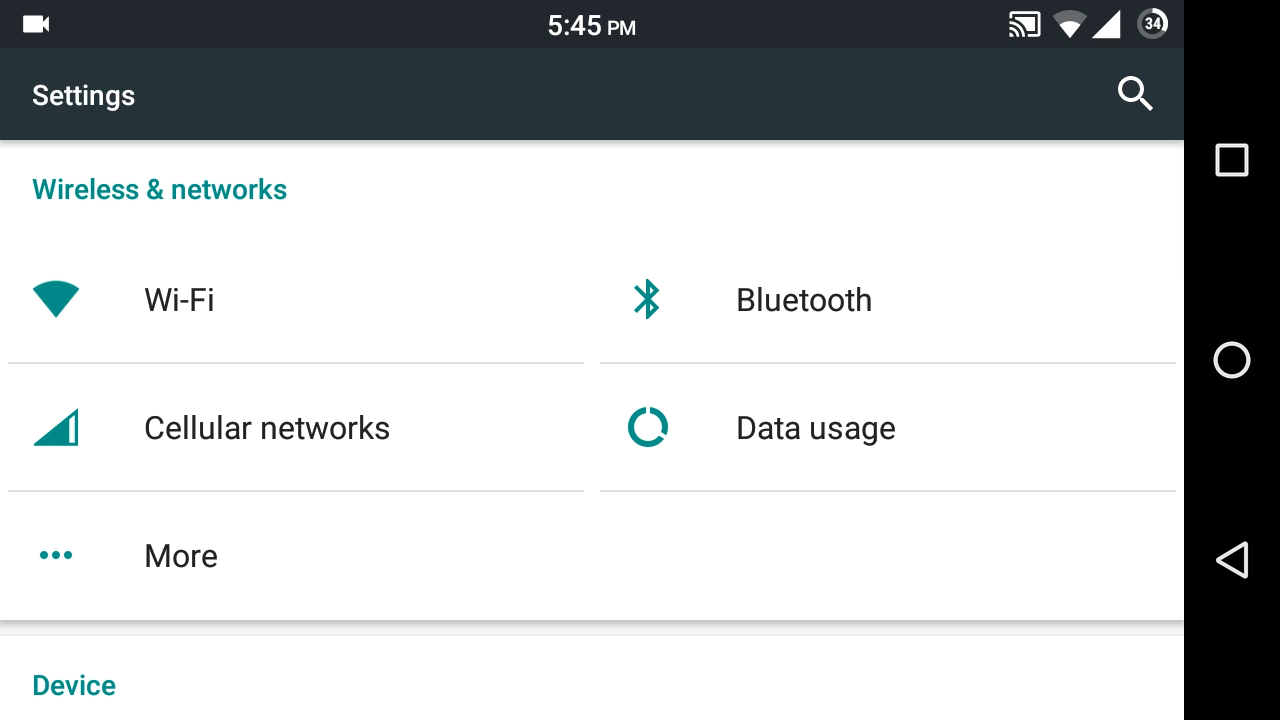 5:45 PM
34
Settings
Wireless & networks
Wi-Fi
Bluetooth
Cellular networks
Data usage
More
Device